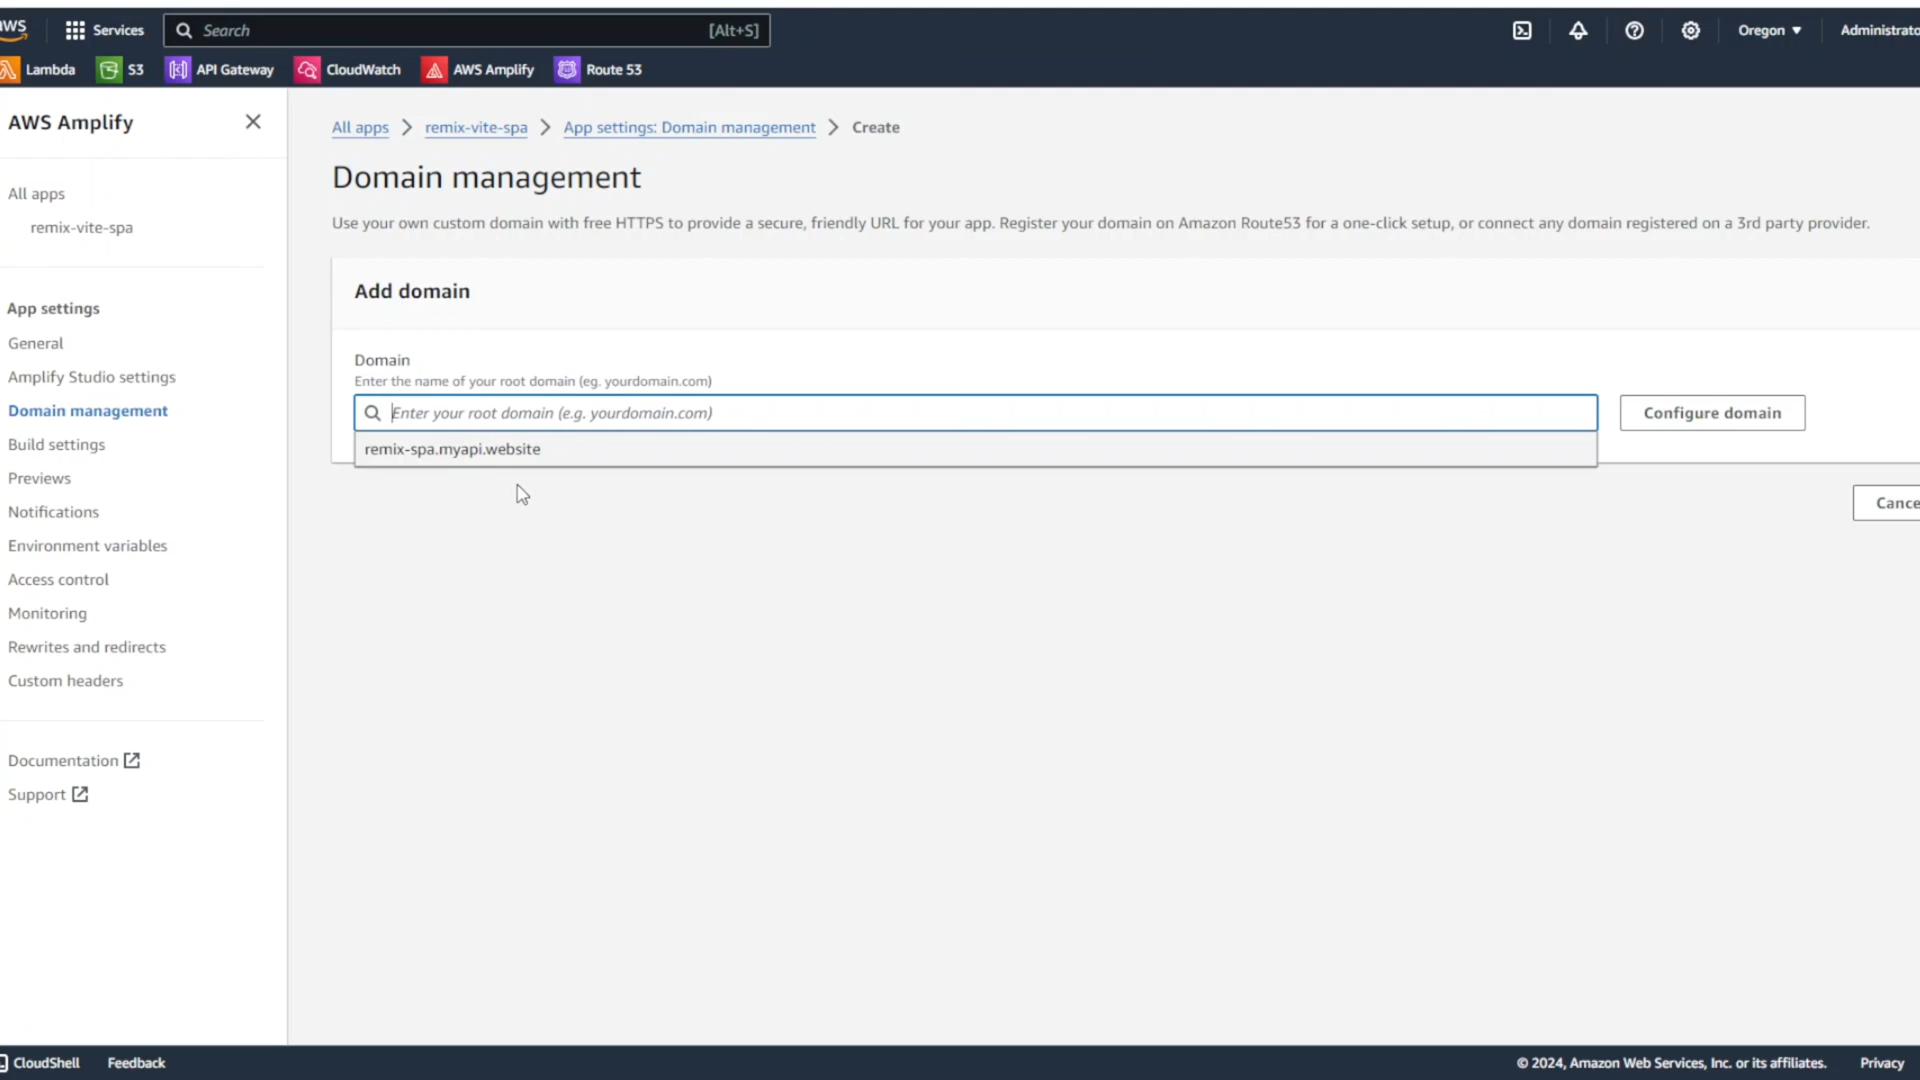 aws
Services
Search
[Alt+S]
Oregon
Administrato
Lambda
S3
API Gateway
CloudWatch
AWS Amplify
Route 53
AWS Amplify
All apps
remix-vite-spa
App settings
General
Amplify Studio settings
Domain management
Build settings
Previews
Notifications
Environment variables
Access control
Monitoring
Rewrites and redirects
Custom headers
Documentation
Support
All apps > remix-vite-spa > App settings: Domain management > Create
Domain management
Use your own custom domain with free HTTPS to provide a secure, friendly URL for your app. Register your domain on Amazon Route53 for a one-click setup, or connect any domain registered on a 3rd party provider.
Add domain
Domain
Enter the name of your root domain (eg. yourdomain.com)
Enter your root domain (e.g. yourdomain.com)
Configure domain
remix-spa.myapi.website
Cance
CloudShell
Feedback
© 2024, Amazon Web Services, Inc. or its affiliates.
Privacy